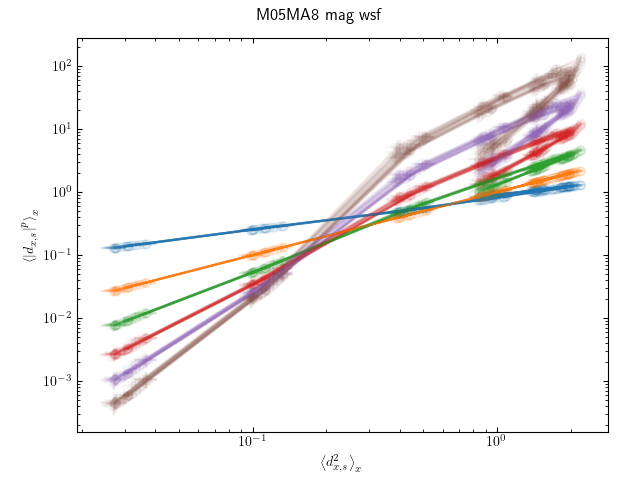 M05MA8 mag wsf
⟨|d_{x,s}|^p⟩_x
10^2
10^1
10^0
10^{-1}
10^{-2}
10^{-3}
10^{-1}
10^0
⟨d^2_{x,s}⟩_x